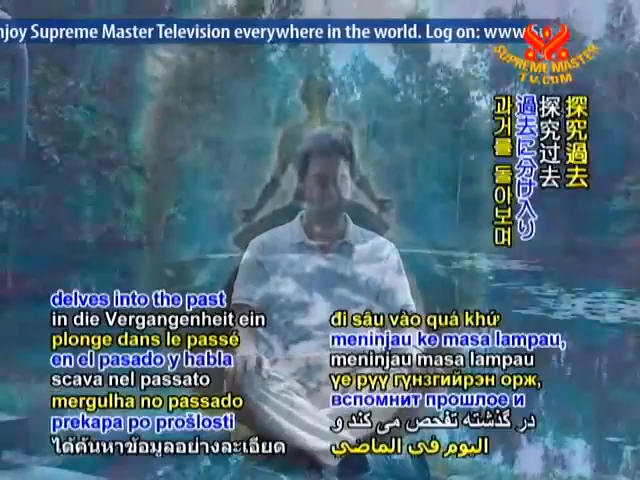 njoy Supreme Master Television everywhere in the world. Log on: www.Su
SUPREME MASTER
TV.COM
探究過去
探究过去
過去に分け入り
과거를 돌아보며
delves into the past
in die Vergangenheit ein
plonge dans le passé
en el pasado y habla
scava nel passato
mergulha no passado
prekapa po prošlosti
ได้ค้นหาข้อมูลอย่างละเอียด
đi sâu vào quá khứ
meninjau ke masa lampau,
meninjau masa lampau
үе рүү гүнзгийрэн орж,
вспомнит прошлое и
در گذشته تفحص می کند و
اليوم في الماضي